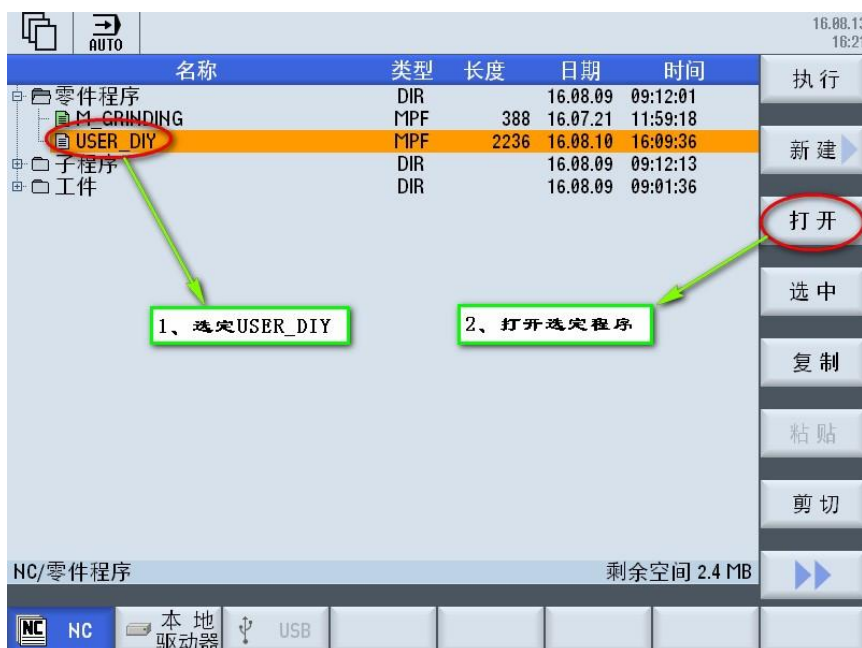 AUTO
16.08.13
16:21
名称 类型 长度 日期 时间
零件程序 DIR 16.08.09 09:12:01
M_GRINDING MPF 388 16.07.21 11:59:18
USER_DIY MPF 2236 16.08.10 16:09:36
子程序 DIR 16.08.09 09:12:13
工件 DIR 16.08.09 09:01:36
1、选定USER_DIY
2、打开选定程序
执行
新建
打开
选中
复制
粘贴
剪切
NC/零件程序 剩余空间 2.4 MB
NC NC
本地
驱动器
USB